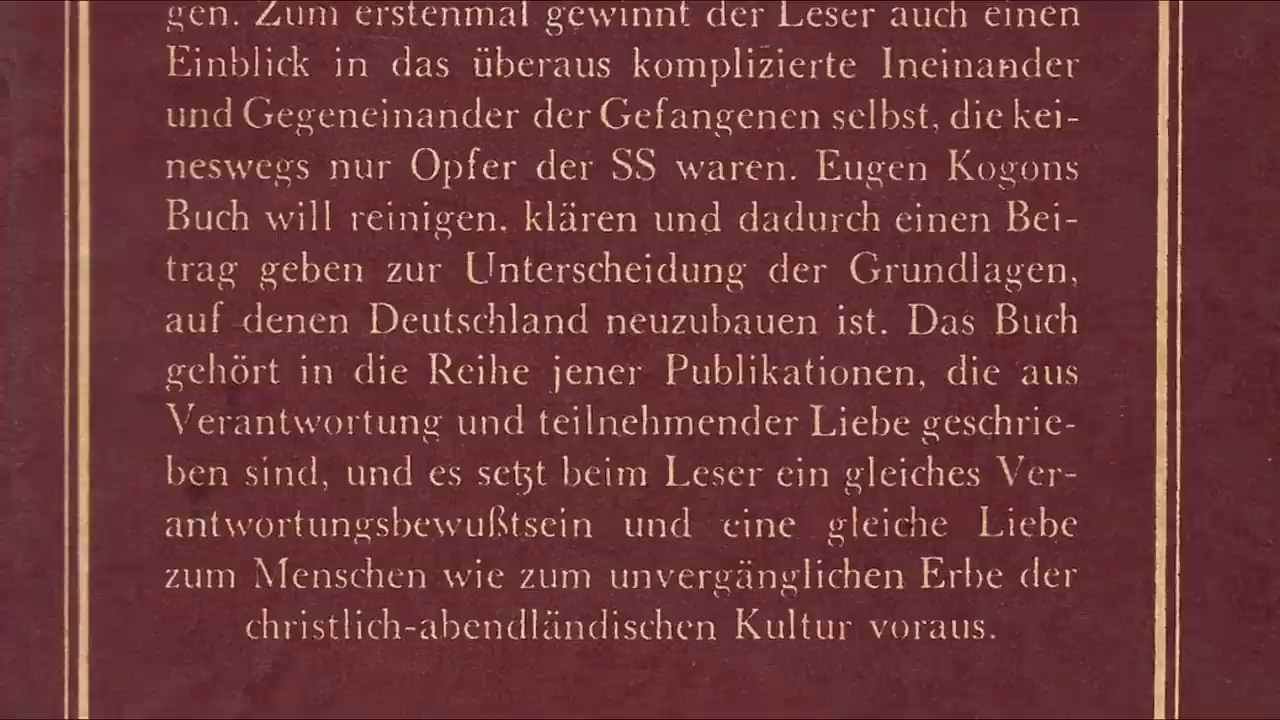 gen. Zum erstenmal gewinnt der Leser auch einen
Einblick in das überaus komplizierte Ineinander
und Gegeneinander der Gefangenen selbst, die kei-
neswegs nur Opfer der SS waren. Eugen Kogons
Buch will reinigen, klären und dadurch einen Bei-
trag geben zur Unterscheidung der Grundlagen,
auf denen Deutschland neuzubauen ist. Das Buch
gehört in die Reihe jener Publikationen, die aus
Verantwortung und teilnehmender Liebe geschrie-
ben sind, und es setzt beim Leser ein gleiches Ver-
antwortungsbewußtsein und eine gleiche Liebe
zum Menschen wie zum unvergänglichen Erbe der
christlich-abendländischen Kultur voraus.